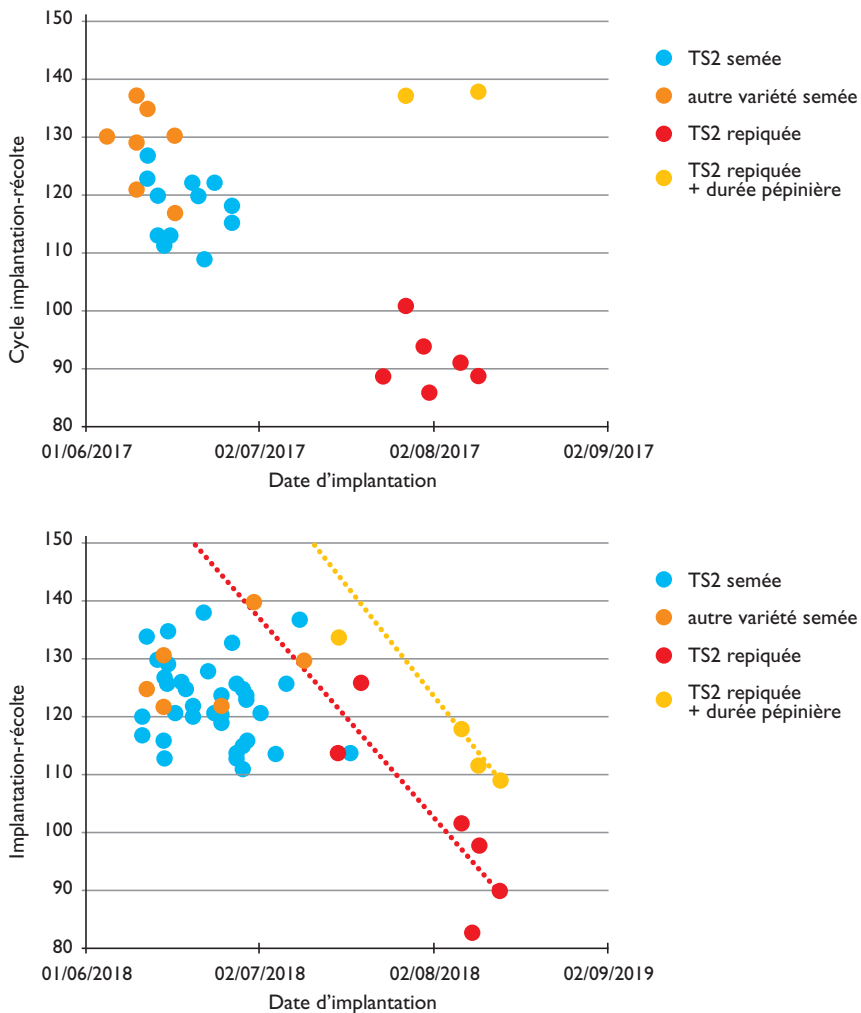 150
140
130
120
110
100
90
80
Cycle implantation-récolte
01/06/2017
02/07/2017
02/08/2017
02/09/2017
Date d'implantation
TS2 semée
autre variété semée
TS2 repiquée
TS2 repiquée
+ durée pépinière
150
140
130
120
110
100
90
80
Implantation-récolte
01/06/2018
02/07/2018
02/08/2018
02/09/2019
Date d'implantation
TS2 semée
autre variété semée
TS2 repiquée
TS2 repiquée
+ durée pépinière